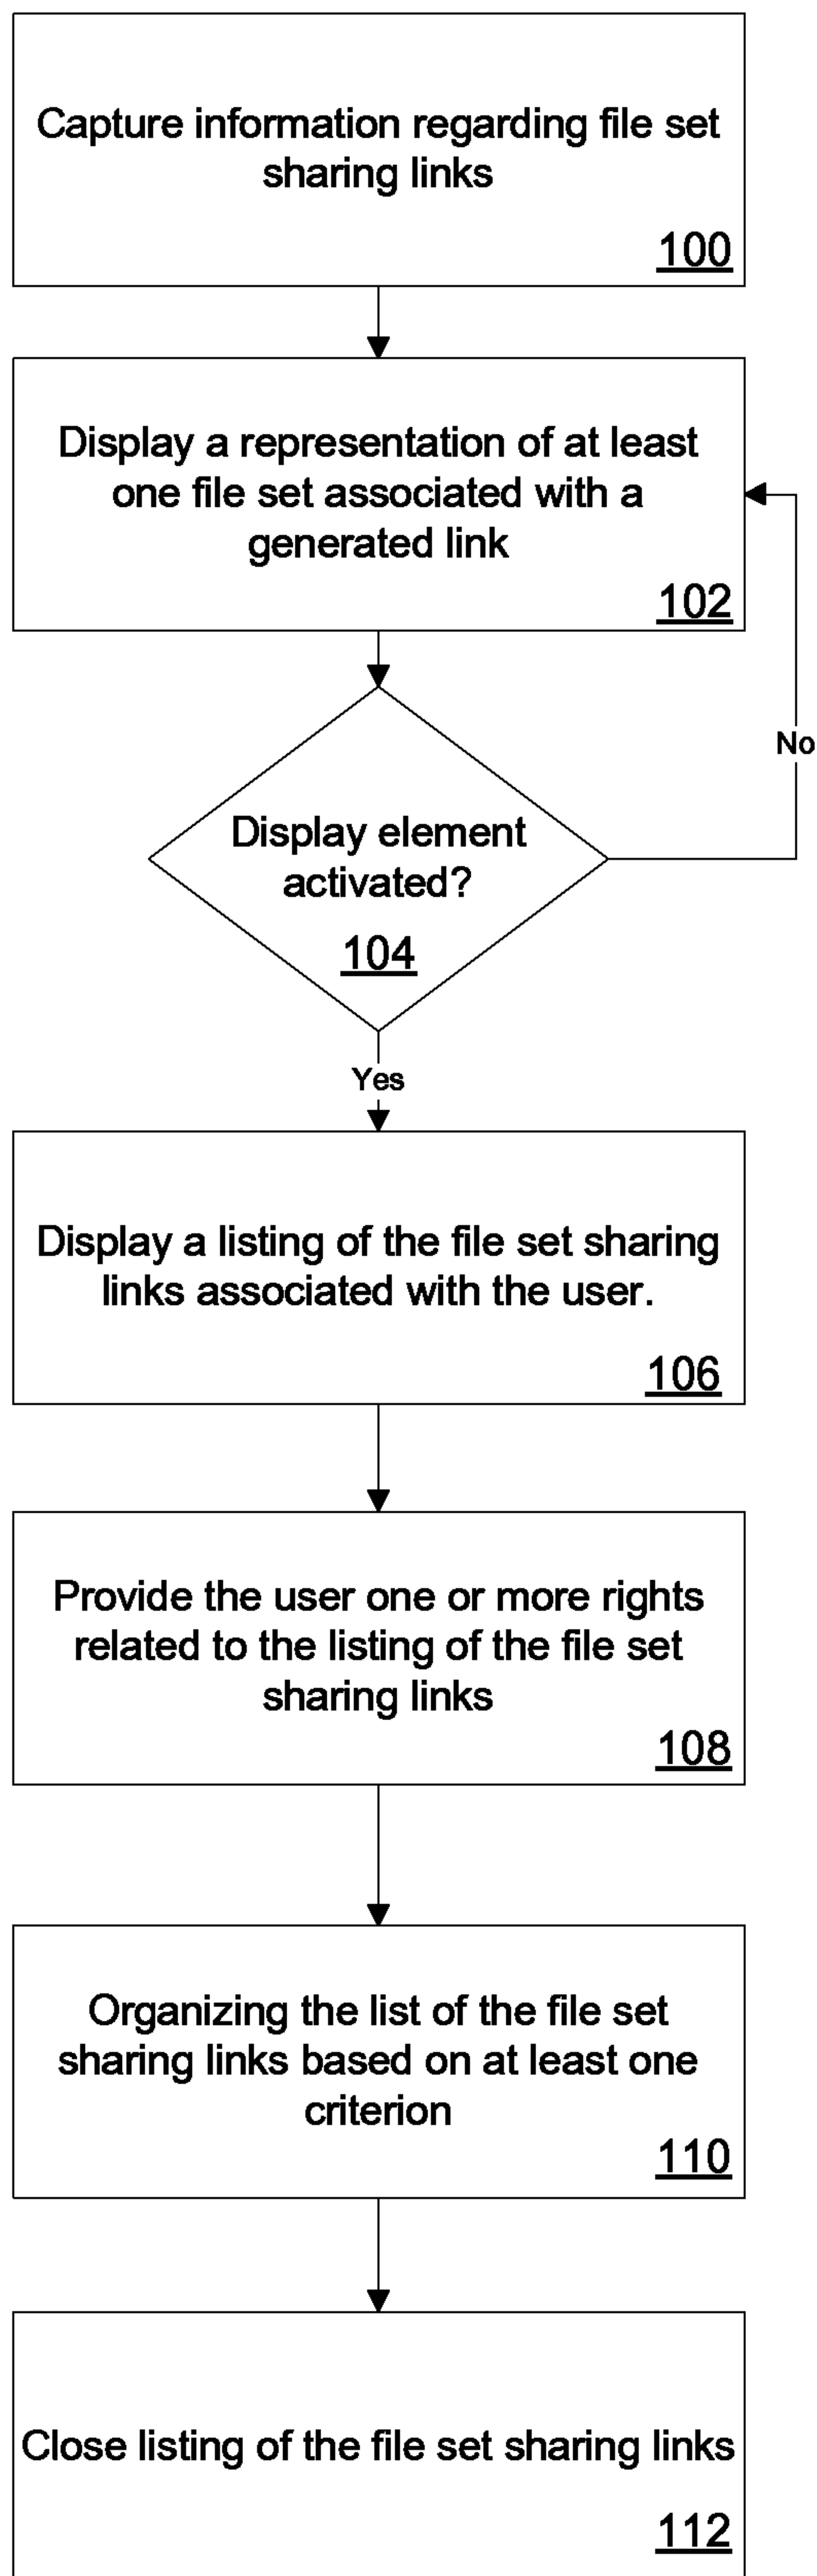 Capture information regarding file set
sharing links
100
Display a representation of at least
one file set associated with a
generated link
102
No
Display element
activated?
104
Yes
Display a listing of the file set sharing
links associated with the user.
106
Provide the user one or more rights
related to the listing of the file set
sharing links
108
Organizing the list of the file set
sharing links based on at least one
criterion
110
Close listing of the file set sharing links
112